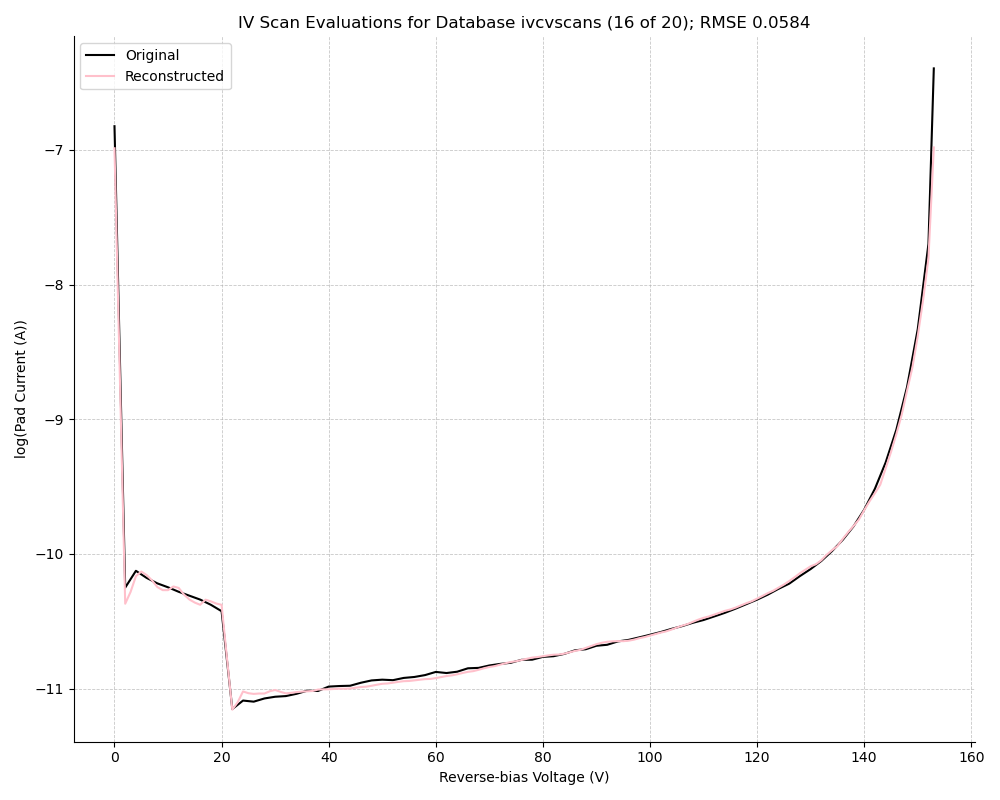 IV Scan Evaluations for Database ivcvscans (16 of 20); RMSE 0.0584
Original
Reconstructed
log(Pad Current (A))
−7
−8
−9
−10
−11
0
20
40
60
80
100
120
140
160
Reverse-bias Voltage (V)